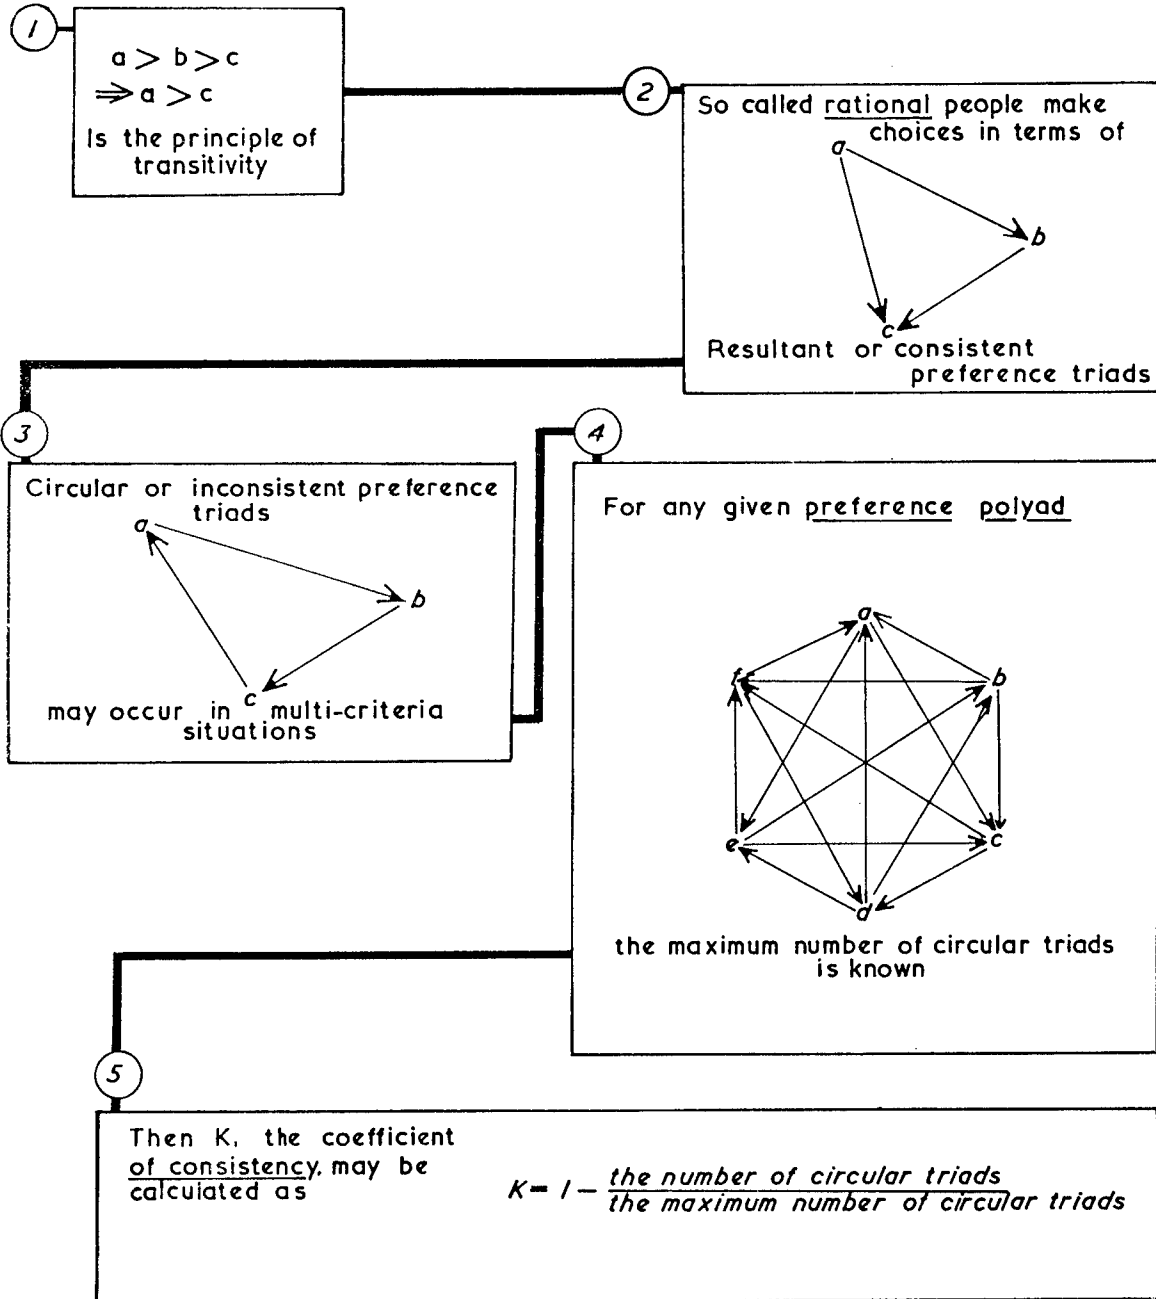 1
a > b > c
⇒ a > c
Is the principle of
transitivity
2
So called rational people make
choices in terms of
a
b
c
Resultant or consistent
preference triads
3
Circular or inconsistent preference
triads
a
b
c
may occur in multi-criteria
situations
4
For any given preference polyad
a
f
b
e
c
d
the maximum number of circular triads
is known
5
Then K, the coefficient
of consistency, may be
calculated as
K = 1 - the number of circular triads
the maximum number of circular triads